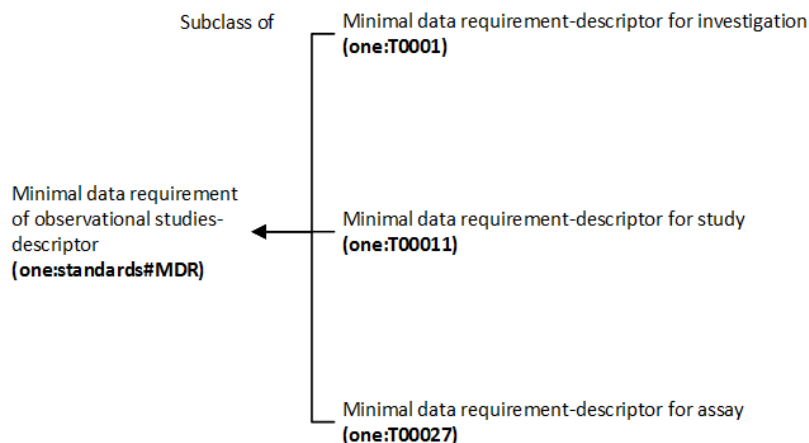 Subclass of
Minimal data requirement-descriptor for investigation
(one:T0001)
Minimal data requirement
of observational studies-
descriptor
(one:standards#MDR)
Minimal data requirement-descriptor for study
(one:T00011)
Minimal data requirement-descriptor for assay
(one:T00027)